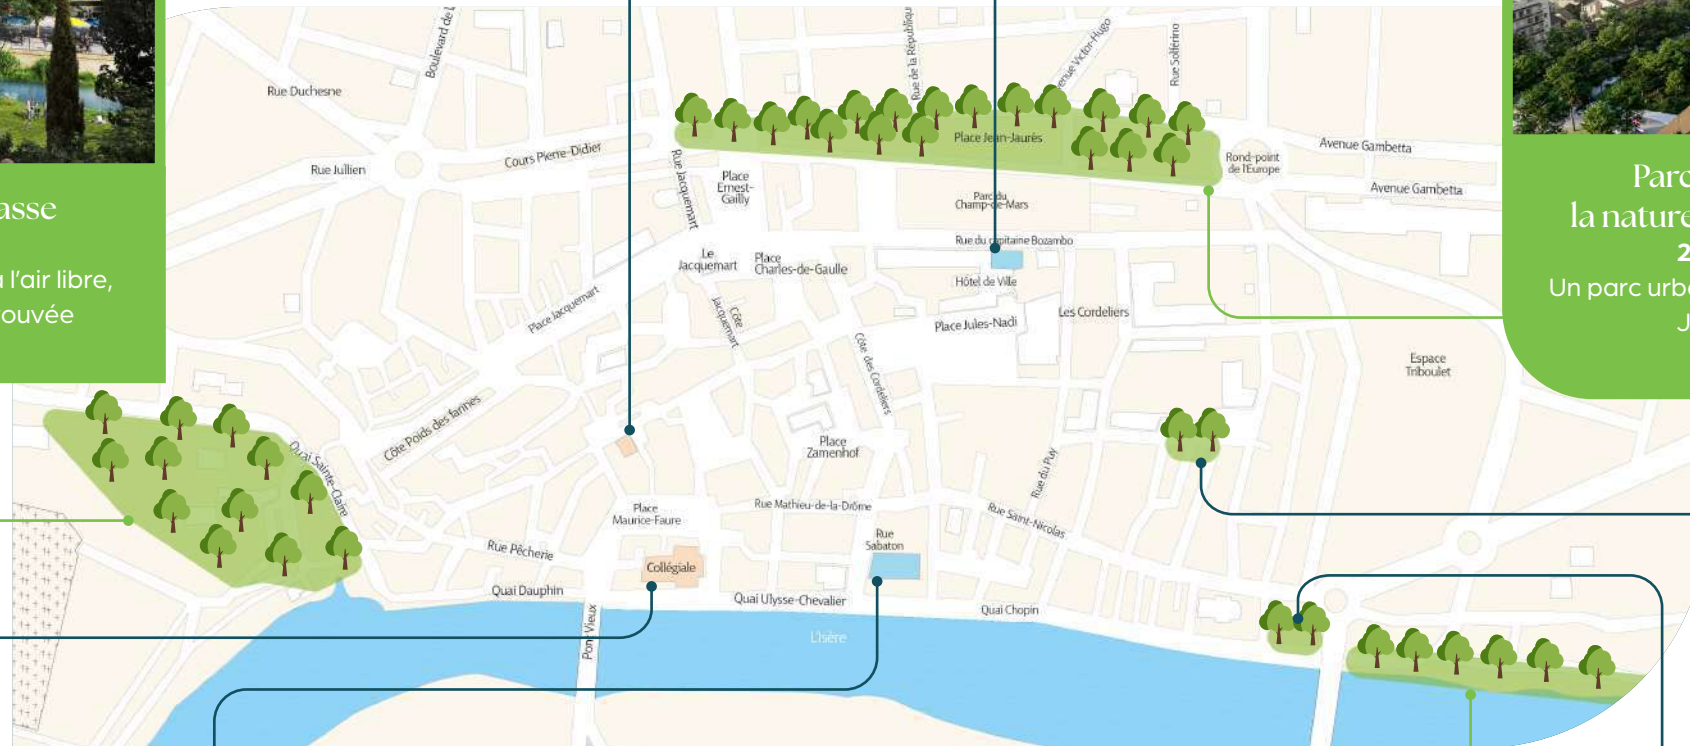 Boulevard de
Rue de la Républiqu
enue Victor-Hugo
Rue Solférino
Rue Duchesne
Cours Pierre-Didier
Rue Jullien
Place Jean-Jaurès
Rond-point
de l'Europe
Avenue Gambetta
Avenue Gambetta
Rue Jacquemart
Place
Ernest-
Gailly
Parc du
Champ-de-Mars
Rue du capitaine Bozambo
Le
Jacquemart
Place
Charles-de-Gaulle
Hôtel de Ville
Place Jacquemart
Côte
Jacquemart
Place Jules-Nadi
Les Cordeliers
Côte des Cordeliers
Espace
Triboulet
asse
à l'air libre,
ouvée
Parc
la nature
2
Un parc urb
J
Côte Poids des farines
Quai Sainte-Claire
Place
Zamenhof
Rue du Puy
Place
Maurice-Faure
Rue Mathieu-de-la-Drôme
Rue Saint-Nicolas
Rue
Sabaton
Rue Pêcherie
Collégiale
Quai Dauphin
Quai Ulysse-Chevalier
Quai Chopin
Pont-Vieux
L'Isère